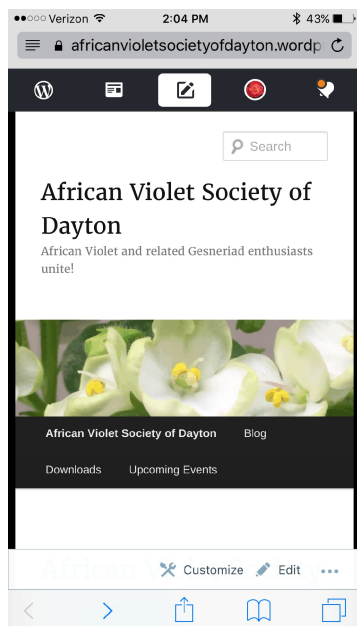 Verizon 2:04 PM 43%
africanvioletsocietyofdayton.wordp
Search
African Violet Society of
Dayton
African Violet and related Gesneriad enthusiasts
unite!
African Violet Society of Dayton Blog
Downloads Upcoming Events
Customize Edit